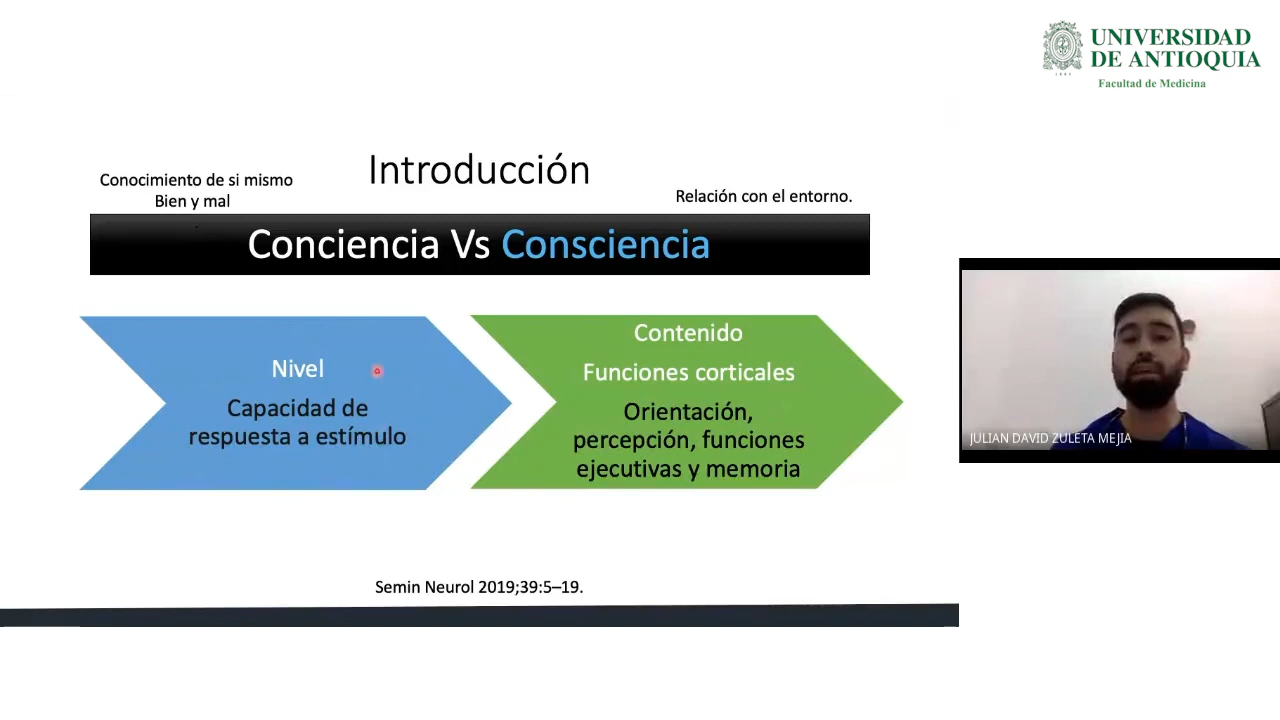 UNIVERSIDAD
DE ANTIOQUIA
Facultad de Medicina
Introducción
Conocimiento de si mismo
Bien y mal
Relación con el entorno.
Conciencia Vs Consciencia
Nivel
Capacidad de
respuesta a estímulo
Contenido
Funciones corticales
Orientación,
percepción, funciones
ejecutivas y memoria
JULIAN DAVID ZULETA MEJIA
Semin Neurol 2019;39:5–19.